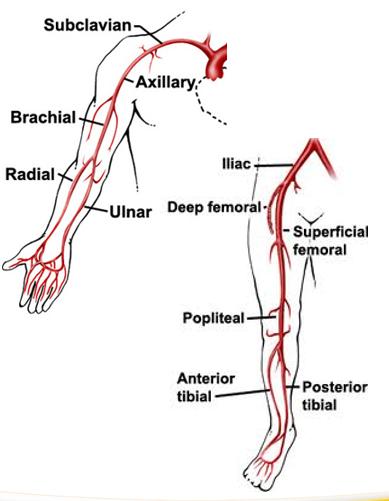 Subclavian
Axillary
Brachial
Radial
Ulnar
Iliac
Deep femoral
Superficial
femoral
Popliteal
Anterior
tibial
Posterior
tibial